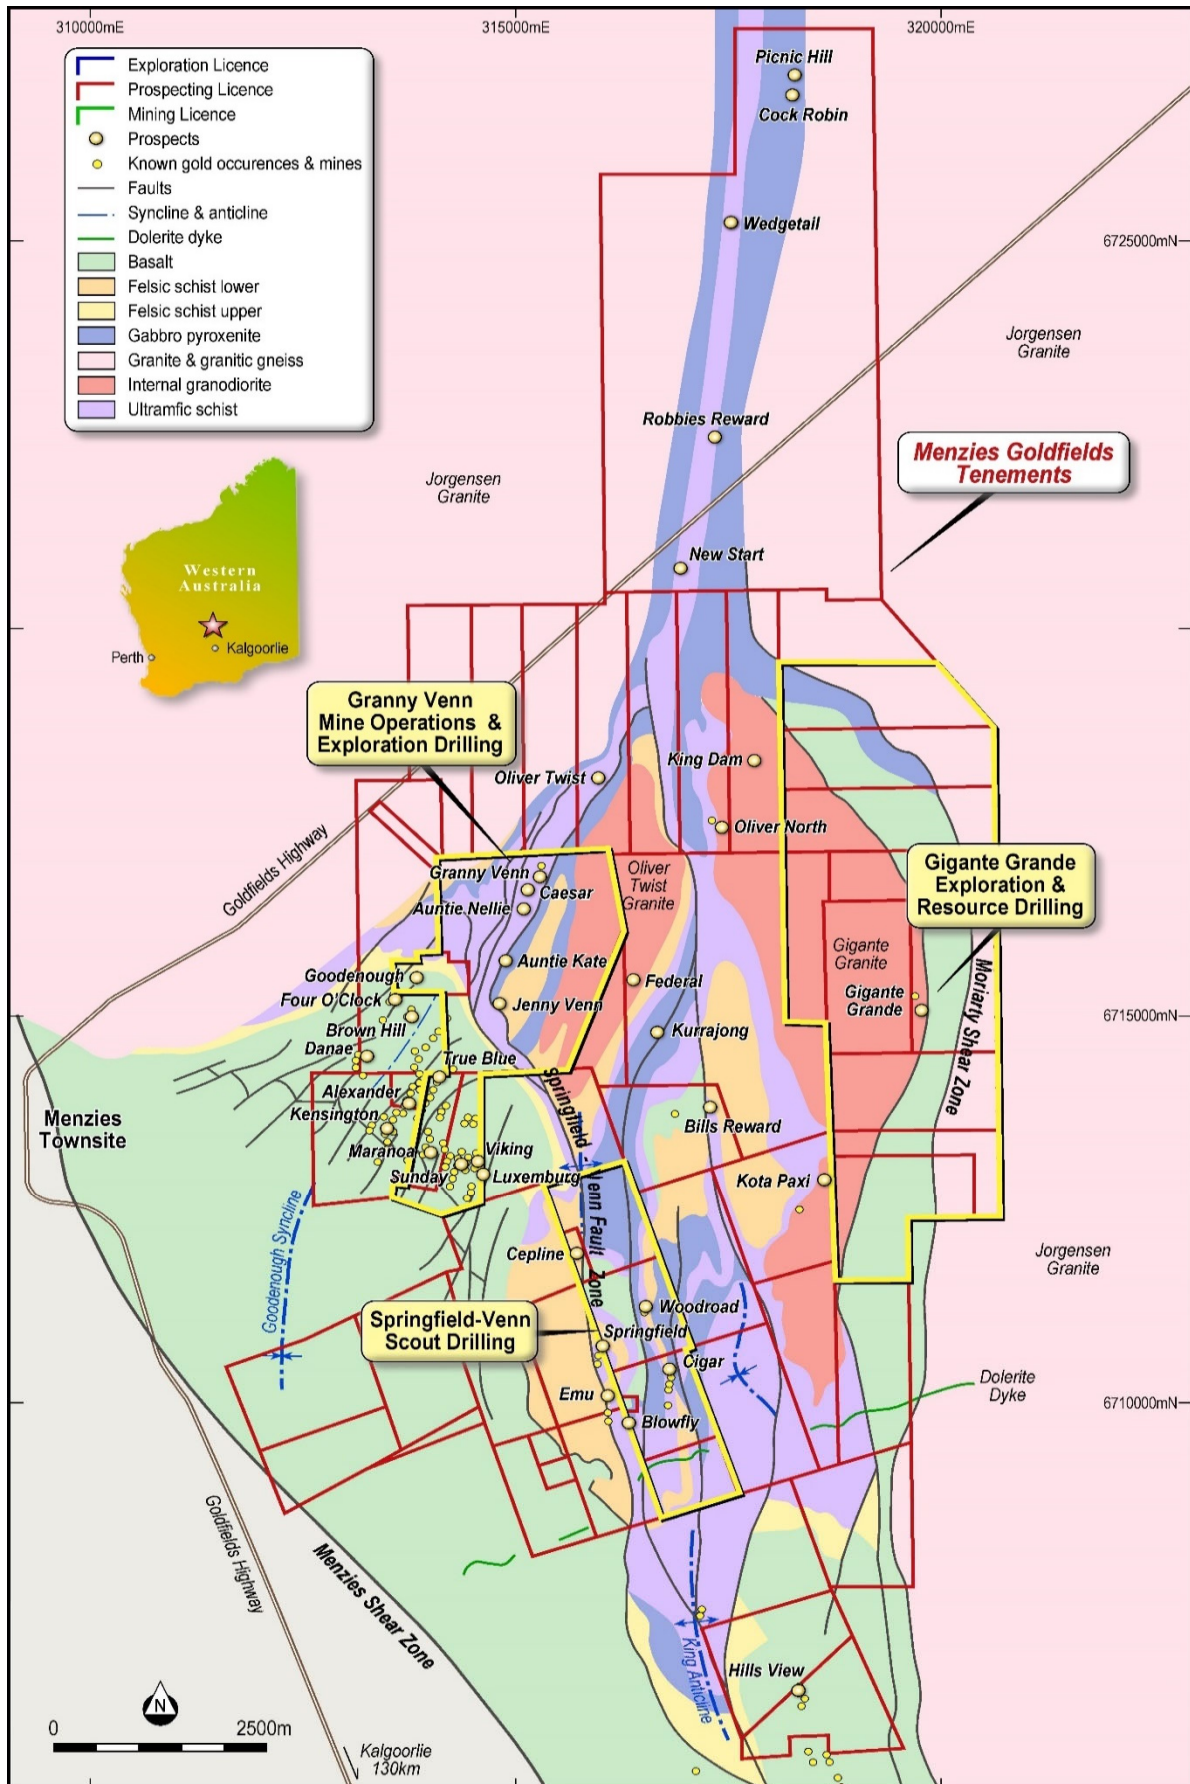 310000mE
315000mE
320000mE
Exploration Licence
Prospecting Licence
Mining Licence
Prospects
Known gold occurences & mines
Faults
Syncline & anticline
Dolerite dyke
Basalt
Felsic schist lower
Felsic schist upper
Gabbro pyroxenite
Granite & granitic gneiss
Internal granodiorite
Ultramfic schist
Picnic Hill
Cock Robin
Wedgetail
6725000mN
Jorgensen
Granite
Robbies Reward
Menzies Goldfields
Tenements
Jorgensen
Granite
New Start
Western
Australia
Perth
Kalgoorlie
Granny Venn
Mine Operations &
Exploration Drilling
King Dam
Oliver Twist
Oliver North
Goldfields Highway
Granny Venn
Caesar
Auntie Nellie
Oliver
Twist
Granite
Gigante Grande
Exploration &
Resource Drilling
Gigante
Granite
Auntie Kate
Goodenough
Federal
Four O'Clock
Jenny Venn
Gigante
Grande
Moriaty Shear Zone
6715000mN
Brown Hill
Kurrajong
Danae
True Blue
Springfield - Venn Fault Zone
Alexander
Kensington
Menzies
Townsite
Bills Reward
Maranoa
Viking
Sunday
Luxemburg
Kota Paxi
Goodenough Syncline
Cepline
Jorgensen
Granite
Woodroad
Springfield-Venn
Scout Drilling
Springfield
Cigar
Dolerite
Dyke
Emu
Blowfly
6710000mN
Goldfields Highway
Menzies Shear Zone
King Anticline
Hills View
N
0
2500m
Kalgoorlie
130km